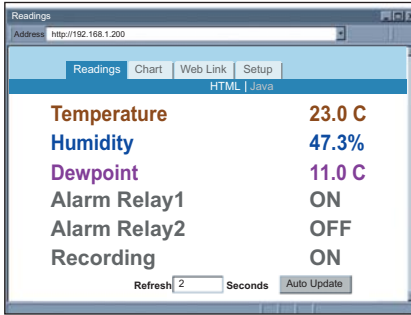 Readings
Address http://192.168.1.200
Readings Chart Web Link Setup
HTML | Java
Temperature 23.0 C
Humidity 47.3%
Dewpoint 11.0 C
Alarm Relay1 ON
Alarm Relay2 OFF
Recording ON
Refresh 2 Seconds Auto Update